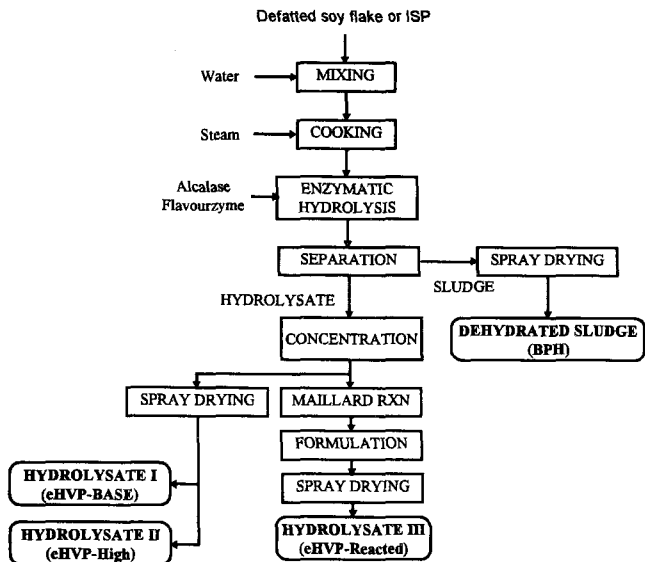 Defatted soy flake or ISP
Water
MIXING
Steam
COOKING
Alcalase
Flavourzyme
ENZYMATIC
HYDROLYSIS
SEPARATION
SPRAY DRYING
SLUDGE
HYDROLYSATE
DEHYDRATED SLUDGE
(BPH)
CONCENTRATION
SPRAY DRYING
MAILLARD RXN
FORMULATION
SPRAY DRYING
HYDROLYSATE I
(eHVP-BASE)
HYDROLYSATE II
(eHVP-High)
HYDROLYSATE III
(eHVP-Reacted)